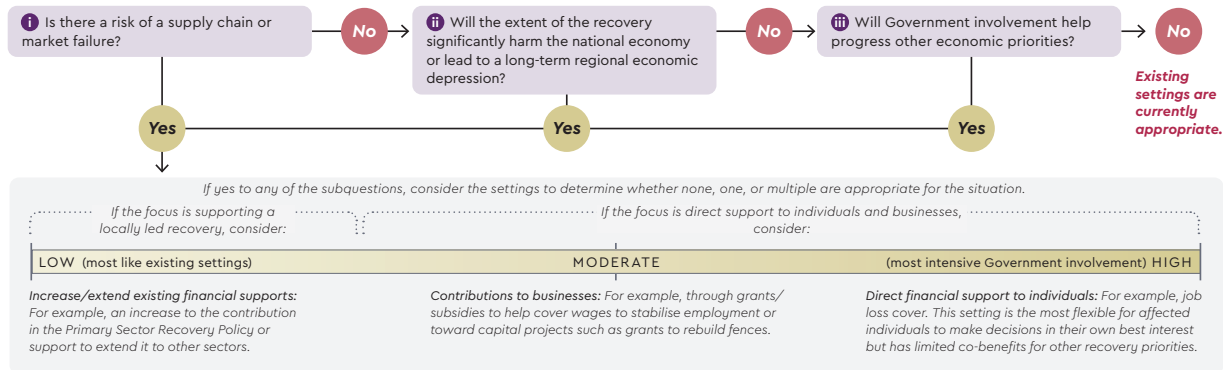 i Is there a risk of a supply chain or
market failure?
No
ii Will the extent of the recovery
significantly harm the national economy
or lead to a long-term regional economic
depression?
No
iii Will Government involvement help
progress other economic priorities?
No
Existing
settings are
currently
appropriate.
Yes
Yes
Yes
If yes to any of the subquestions, consider the settings to determine whether none, one, or multiple are appropriate for the situation.
If the focus is supporting a
locally led recovery, consider:
If the focus is direct support to individuals and businesses,
consider:
LOW (most like existing settings)
MODERATE
(most intensive Government involvement) HIGH
Increase/extend existing financial supports:
For example, an increase to the contribution
in the Primary Sector Recovery Policy or
support to extend it to other sectors.
Contributions to businesses: For example, through grants/
subsidies to help cover wages to stabilise employment or
toward capital projects such as grants to rebuild fences.
Direct financial support to individuals: For example, job
loss cover. This setting is the most flexible for affected
individuals to make decisions in their own best interest
but has limited co-benefits for other recovery priorities.